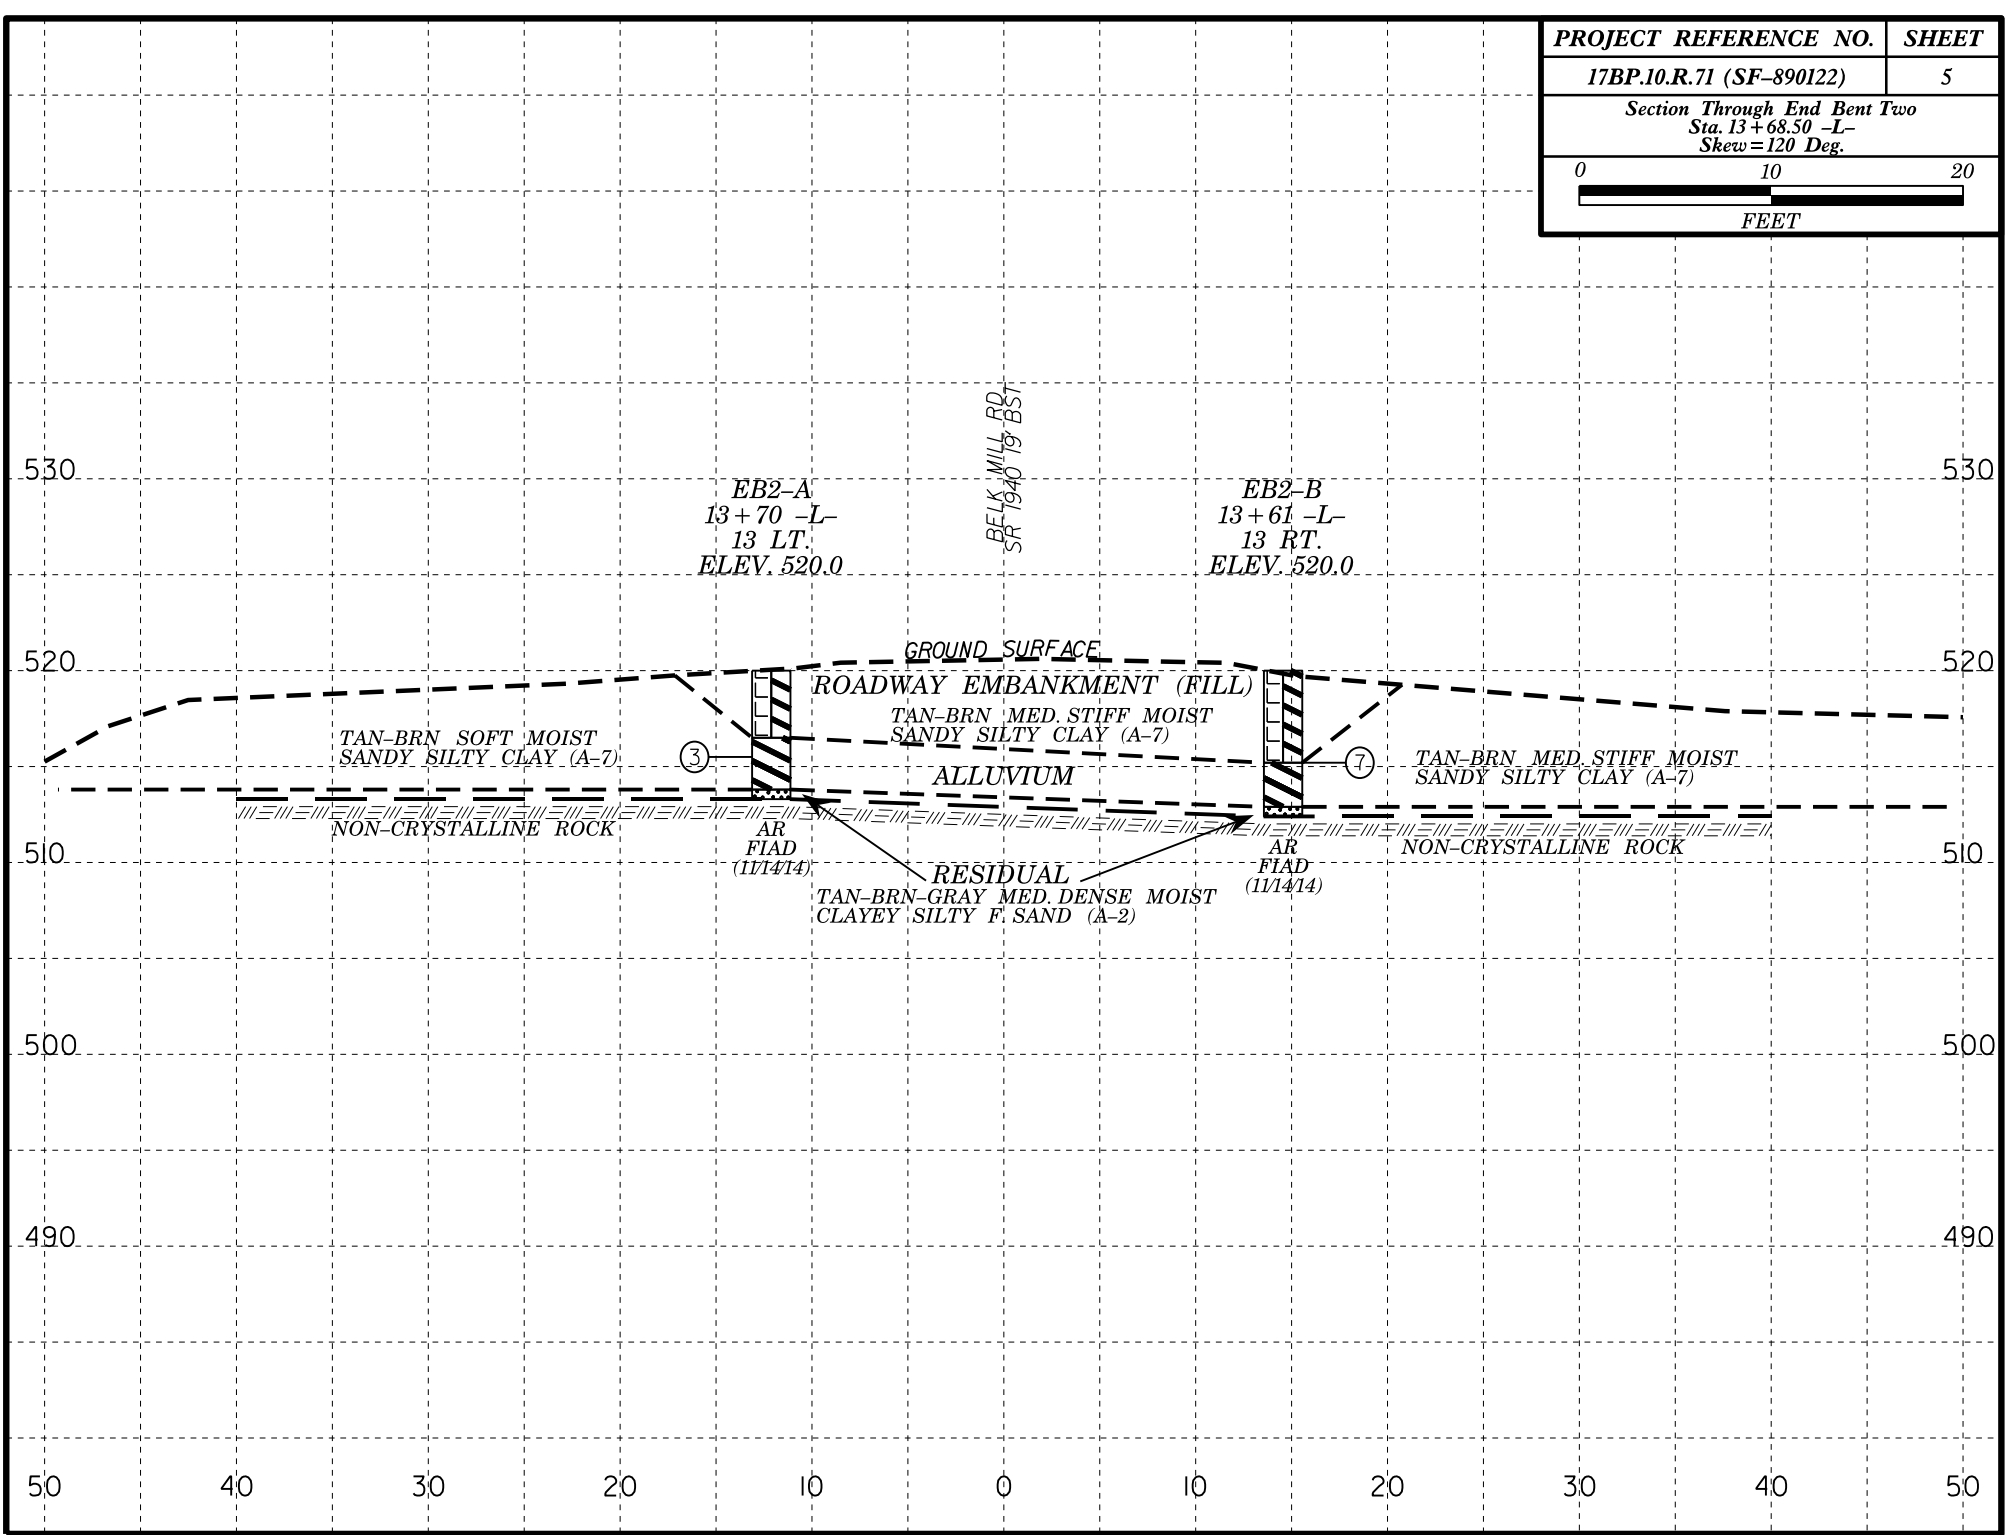 PROJECT REFERENCE NO. SHEET
17BP.10.R.71 (SF-890122) 5
Section Through End Bent Two
Sta. 13+68.50 -L-
Skew=120 Deg.
0 10 20
FEET
BELK MILL RD
SR 1940 19' BST
530 530
EB2-A
13+70 -L-
13 LT.
ELEV. 520.0
EB2-B
13+61 -L-
13 RT.
ELEV. 520.0
GROUND SURFACE
520 520
ROADWAY EMBANKMENT (FILL)
TAN-BRN MED. STIFF MOIST
SANDY SILTY CLAY (A-7)
TAN-BRN SOFT MOIST
SANDY SILTY CLAY (A-7)
3
7
TAN-BRN MED. STIFF MOIST
SANDY SILTY CLAY (A-7)
ALLUVIUM
NON-CRYSTALLINE ROCK
AR
FIAD
(11/14/14)
AR
FIAD
(11/14/14)
NON-CRYSTALLINE ROCK
510 510
RESIDUAL
TAN-BRN-GRAY MED. DENSE MOIST
CLAYEY SILTY F. SAND (A-2)
500 500
490 490
50 40 30 20 10 0 10 20 30 40 50